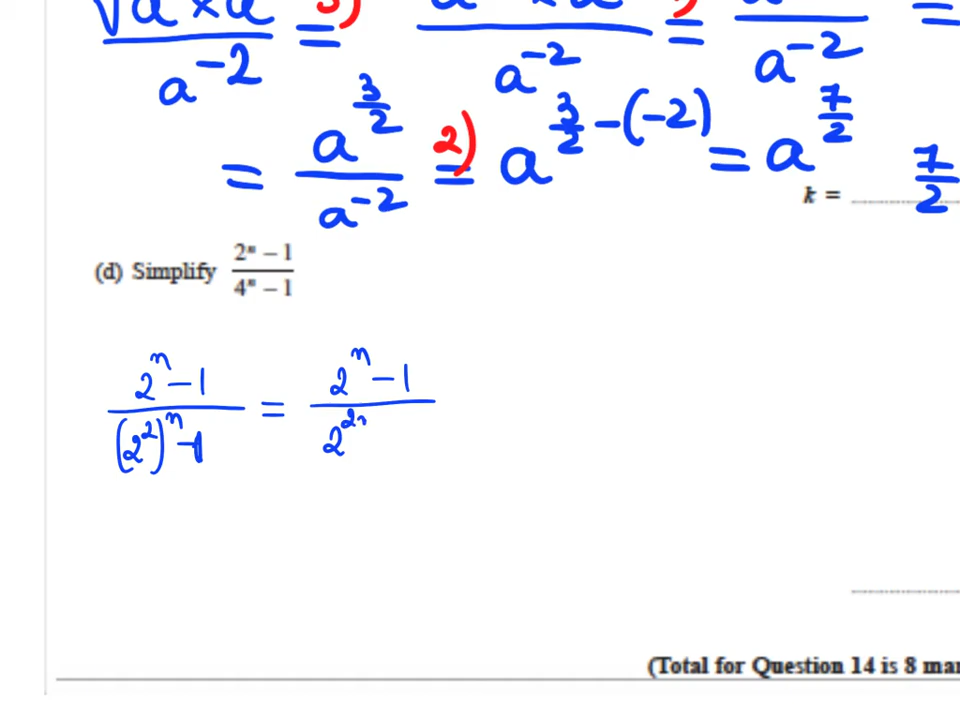 √a × a / a^-2 = 3) / a^-2 = / a^-2 =
= a^(3/2) / a^-2 2) = a^(3/2 - (-2)) = a^(7/2)
k = 7/2
(d) Simplify (2ⁿ – 1) / (4ⁿ – 1)
(2ⁿ - 1) / ((2²)ⁿ - 1) = (2ⁿ - 1) / 2^2n
(Total for Question 14 is 8